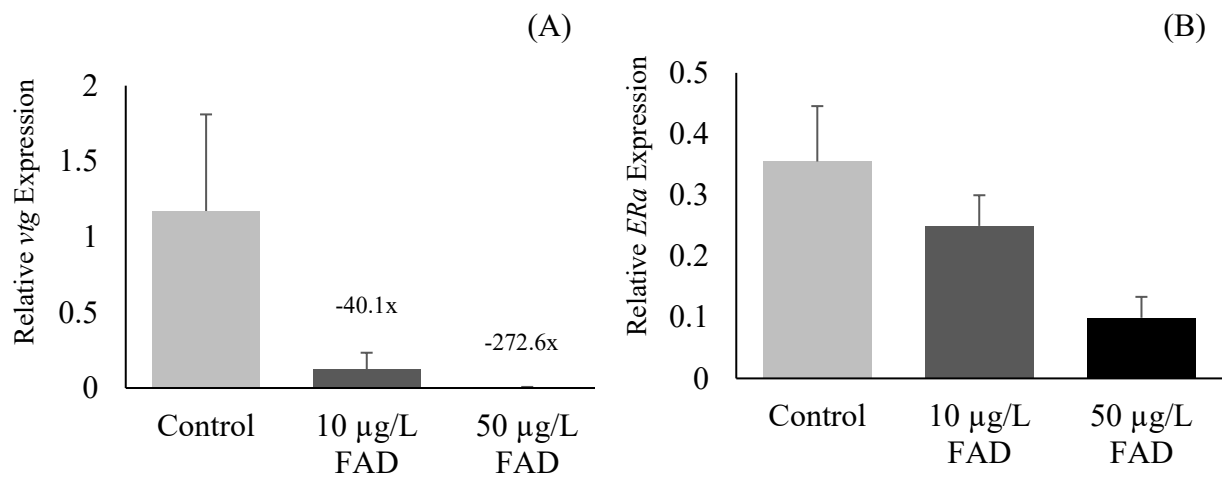 (A)
Relative vtg Expression
2
1.5
1
0.5
0
-40.1x
-272.6x
Control
10 µg/L
FAD
50 µg/L
FAD
(B)
Relative ERa Expression
0.5
0.4
0.3
0.2
0.1
0
Control
10 µg/L
FAD
50 µg/L
FAD